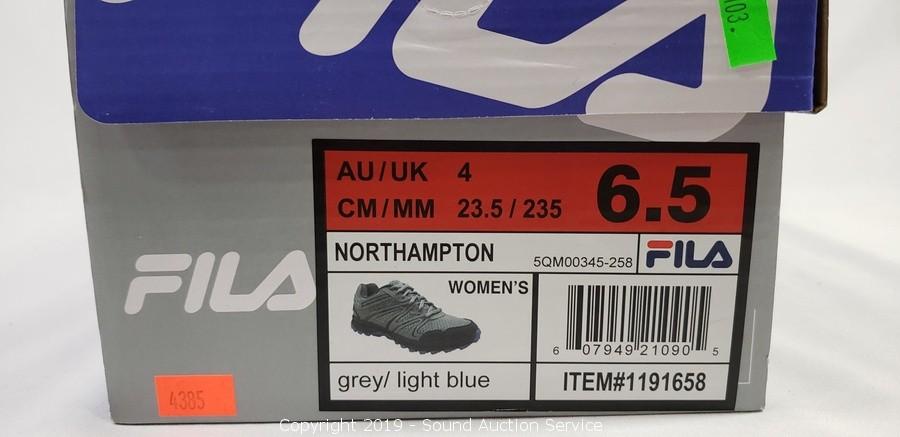 103.
AU/UK 4
CM/MM 23.5 / 235
6.5
NORTHAMPTON
5QM00345-258
FILA
FILA
WOMEN'S
grey/ light blue
6 07949 21090 5
ITEM#1191658
4385
Copyright 2019 - Sound Auction Service